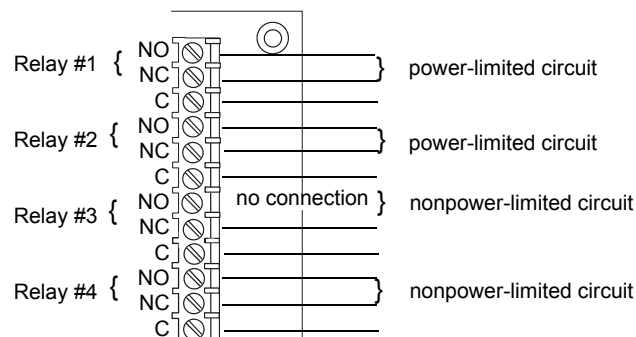 NO
Relay #1 { NC } power-limited circuit
C
NO
Relay #2 { NC } power-limited circuit
C
NO no connection } nonpower-limited circuit
Relay #3 { NC
C
NO
Relay #4 { NC } nonpower-limited circuit
C